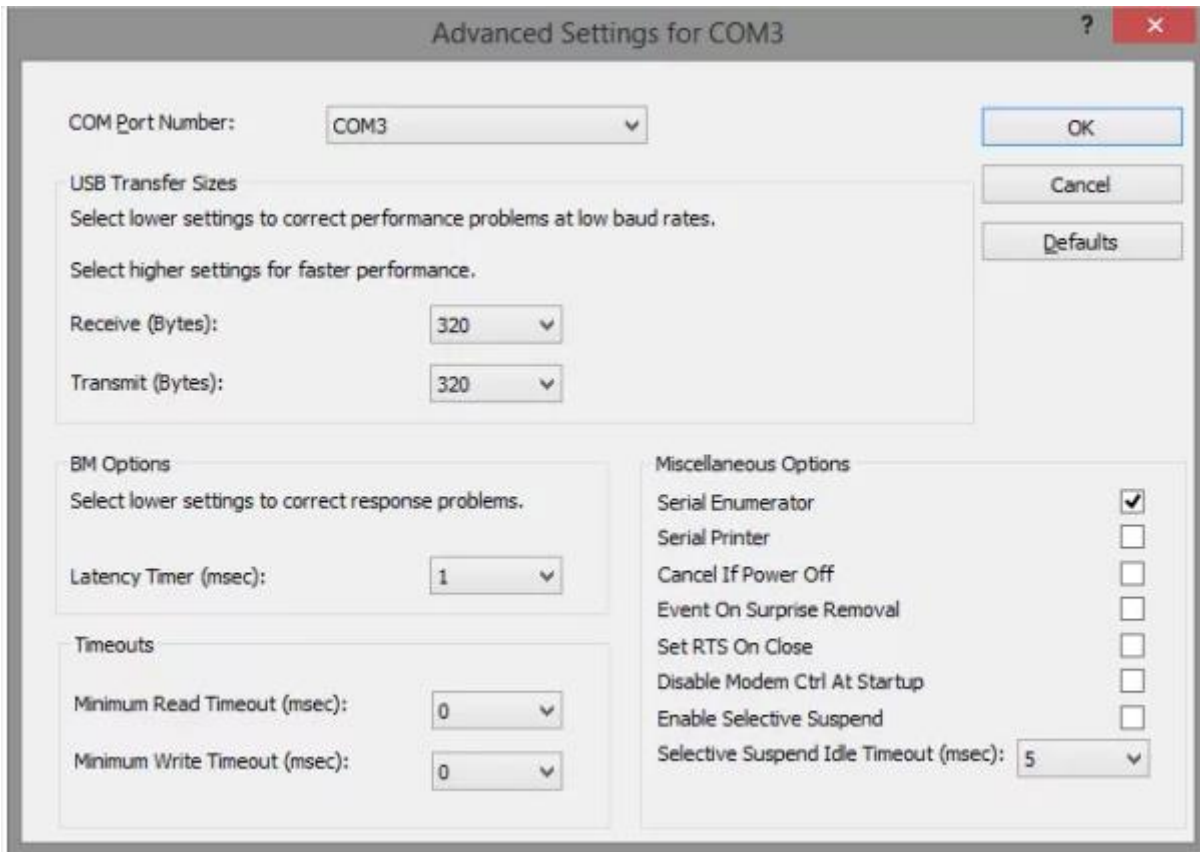 Advanced Settings for COM3
?
COM Port Number:
COM3
OK
USB Transfer Sizes
Cancel
Select lower settings to correct performance problems at low baud rates.
Defaults
Select higher settings for faster performance.
Receive (Bytes):
320
Transmit (Bytes):
320
BM Options
Select lower settings to correct response problems.
Latency Timer (msec):
1
Timeouts
Minimum Read Timeout (msec):
0
Minimum Write Timeout (msec):
0
Miscellaneous Options
Serial Enumerator
Serial Printer
Cancel If Power Off
Event On Surprise Removal
Set RTS On Close
Disable Modem Ctrl At Startup
Enable Selective Suspend
Selective Suspend Idle Timeout (msec):
5